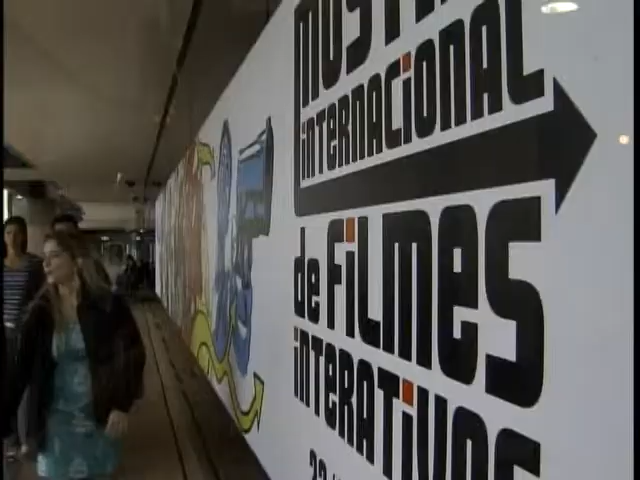 internacional
de filmes
interativos